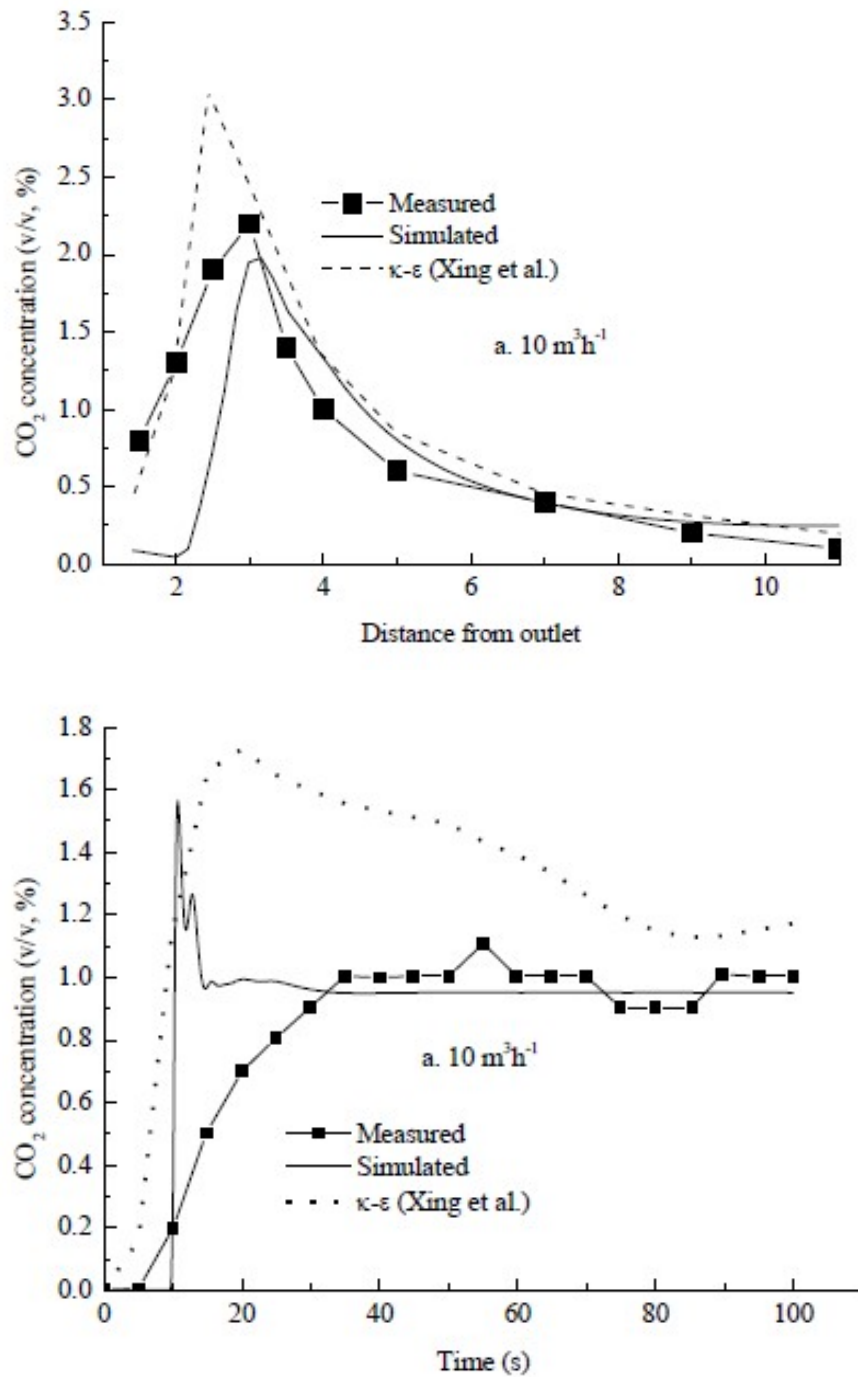 3.5
3.0
2.5
2.0
1.5
1.0
0.5
0.0
CO₂ concentration (v/v, %)
Measured
Simulated
κ-ε (Xing et al.)
a. 10 m³h⁻¹
2 4 6 8 10
Distance from outlet
1.8
1.6
1.4
1.2
1.0
0.8
0.6
0.4
0.2
0.0
CO₂ concentration (v/v, %)
a. 10 m³h⁻¹
Measured
Simulated
κ-ε (Xing et al.)
0 20 40 60 80 100
Time (s)